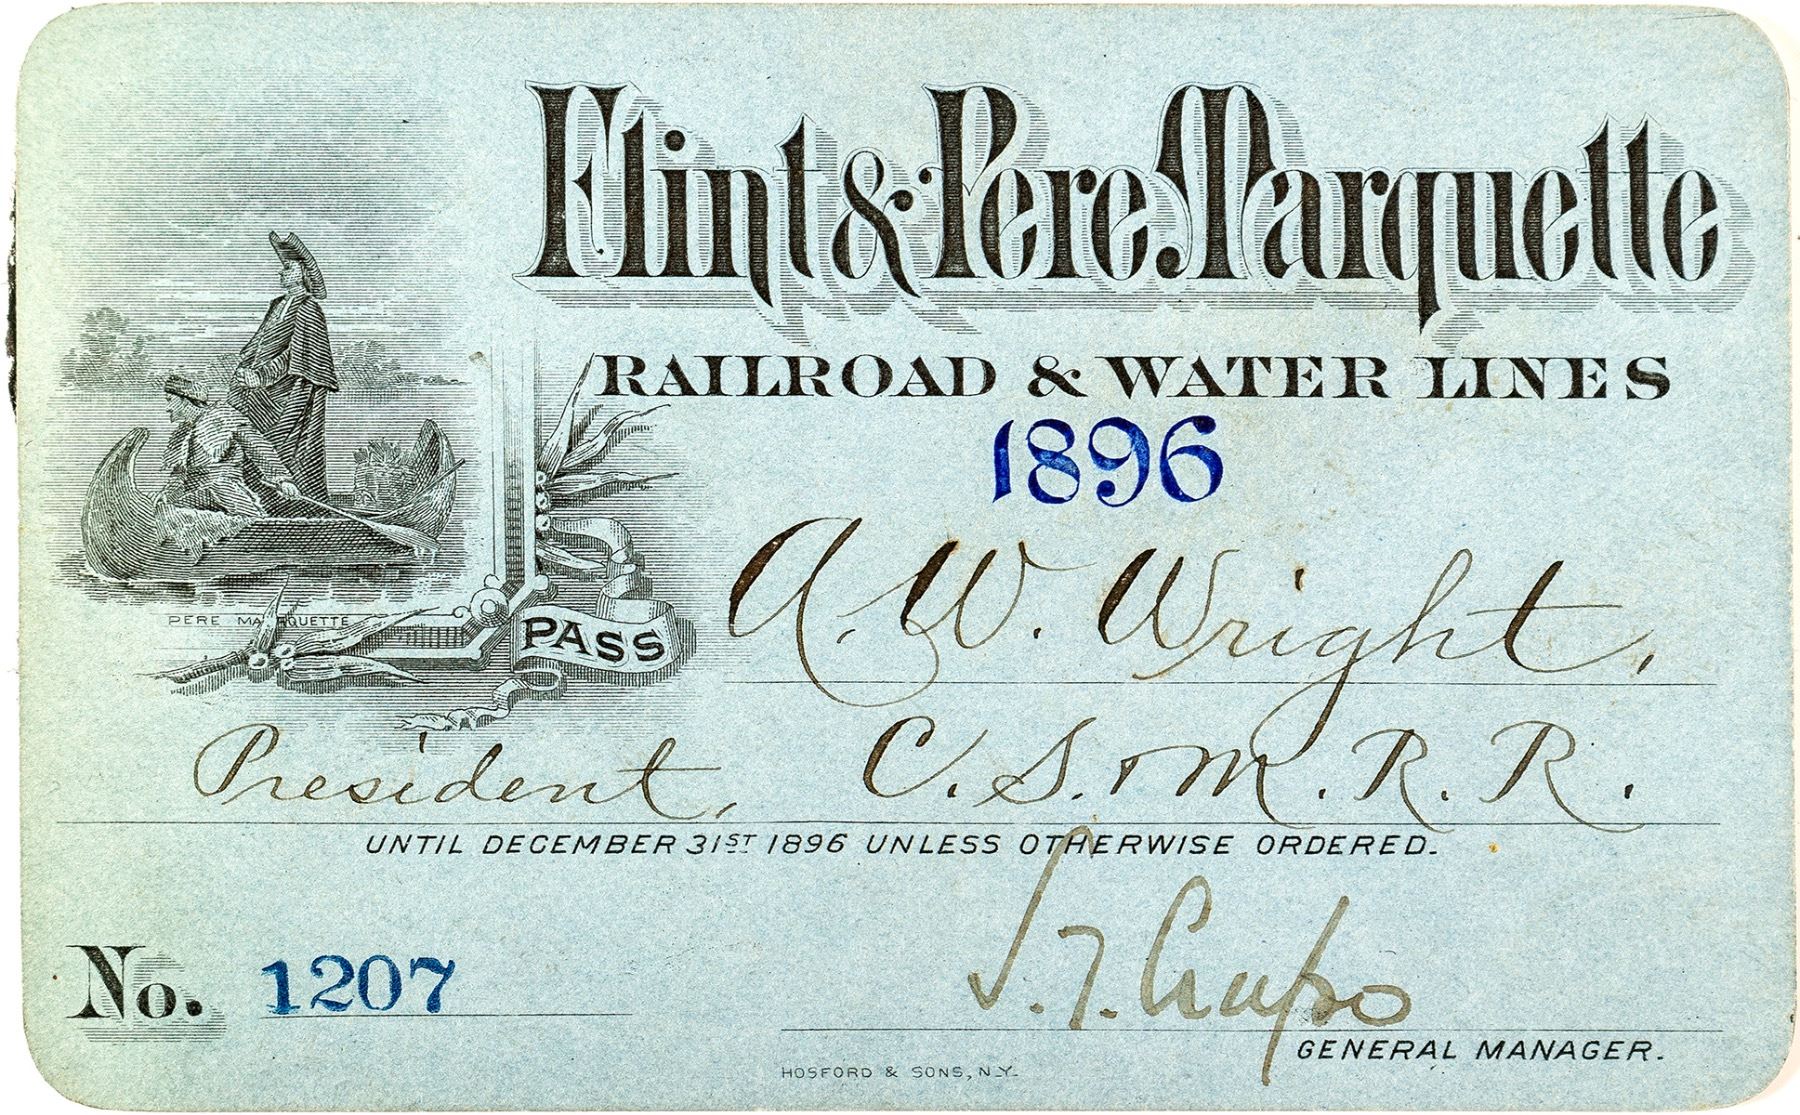 Flint & Pere Marquette
RAILROAD & WATER LINES
1896
A. W. Wright,
PERE MARQUETTE
PASS
President, C. S. & M. R. R.
UNTIL DECEMBER 31ST 1896 UNLESS OTHERWISE ORDERED.
No. 1207
S. T. Crapo
GENERAL MANAGER.
HOSFORD & SONS, N.Y.